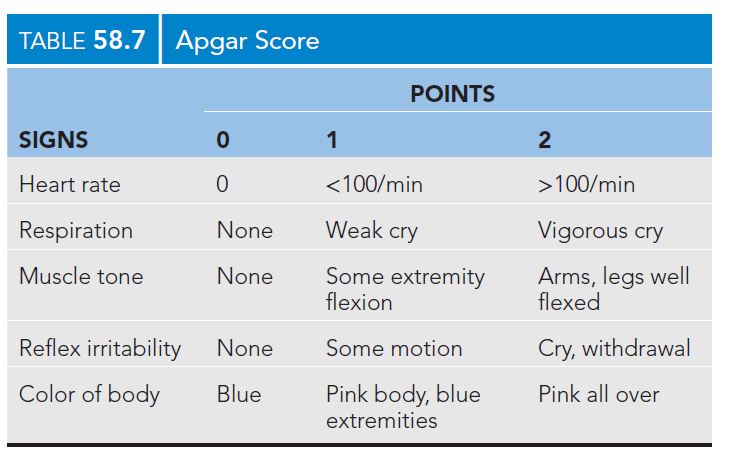 TABLE 58.7 Apgar Score
POINTS
SIGNS 0 1 2
Heart rate 0 <100/min >100/min
Respiration None Weak cry Vigorous cry
Muscle tone None Some extremity flexion Arms, legs well flexed
Reflex irritability None Some motion Cry, withdrawal
Color of body Blue Pink body, blue extremities Pink all over